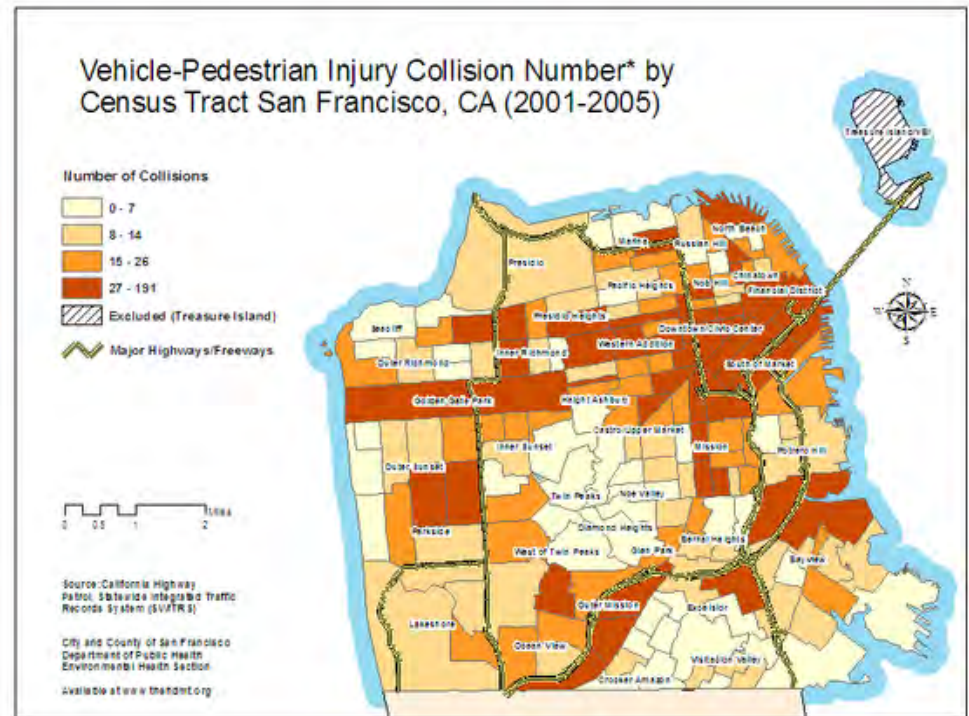 Vehicle-Pedestrian Injury Collision Number* by
Census Tract San Francisco, CA (2001-2005)
Number of Collisions
0 - 7
8 - 14
15 - 26
27 - 191
Excluded (Treasure Island)
Major Highways/Freeways
Treasure Island/YBI
North Beach
Marina
Russian Hill
Presidio
Chinatown
Pacific Heights
Nob Hill
Financial District
N
W
E
S
Seacliff
Presidio Heights
Downtown/Civic Center
Western Addition
Inner Richmond
Outer Richmond
South of Market
Golden Gate Park
Haight Ashbury
Castro/Upper Market
Mission
Inner Sunset
Potrero Hill
Outer Sunset
Twin Peaks
Noe Valley
Parkside
Diamond Heights
Bernal Heights
West of Twin Peaks
Glen Park
Bayview
Outer Mission
Excelsior
Lakeshore
Ocean View
Visitacion Valley
Crocker Amazon
Miles
0 0.5 1 2
Source: California Highway
Patrol, Statewide Integrated Traffic
Records System (SWITRS)
City and County of San Francisco
Department of Public Health
Environmental Health Section
Available at www.thehdmt.org